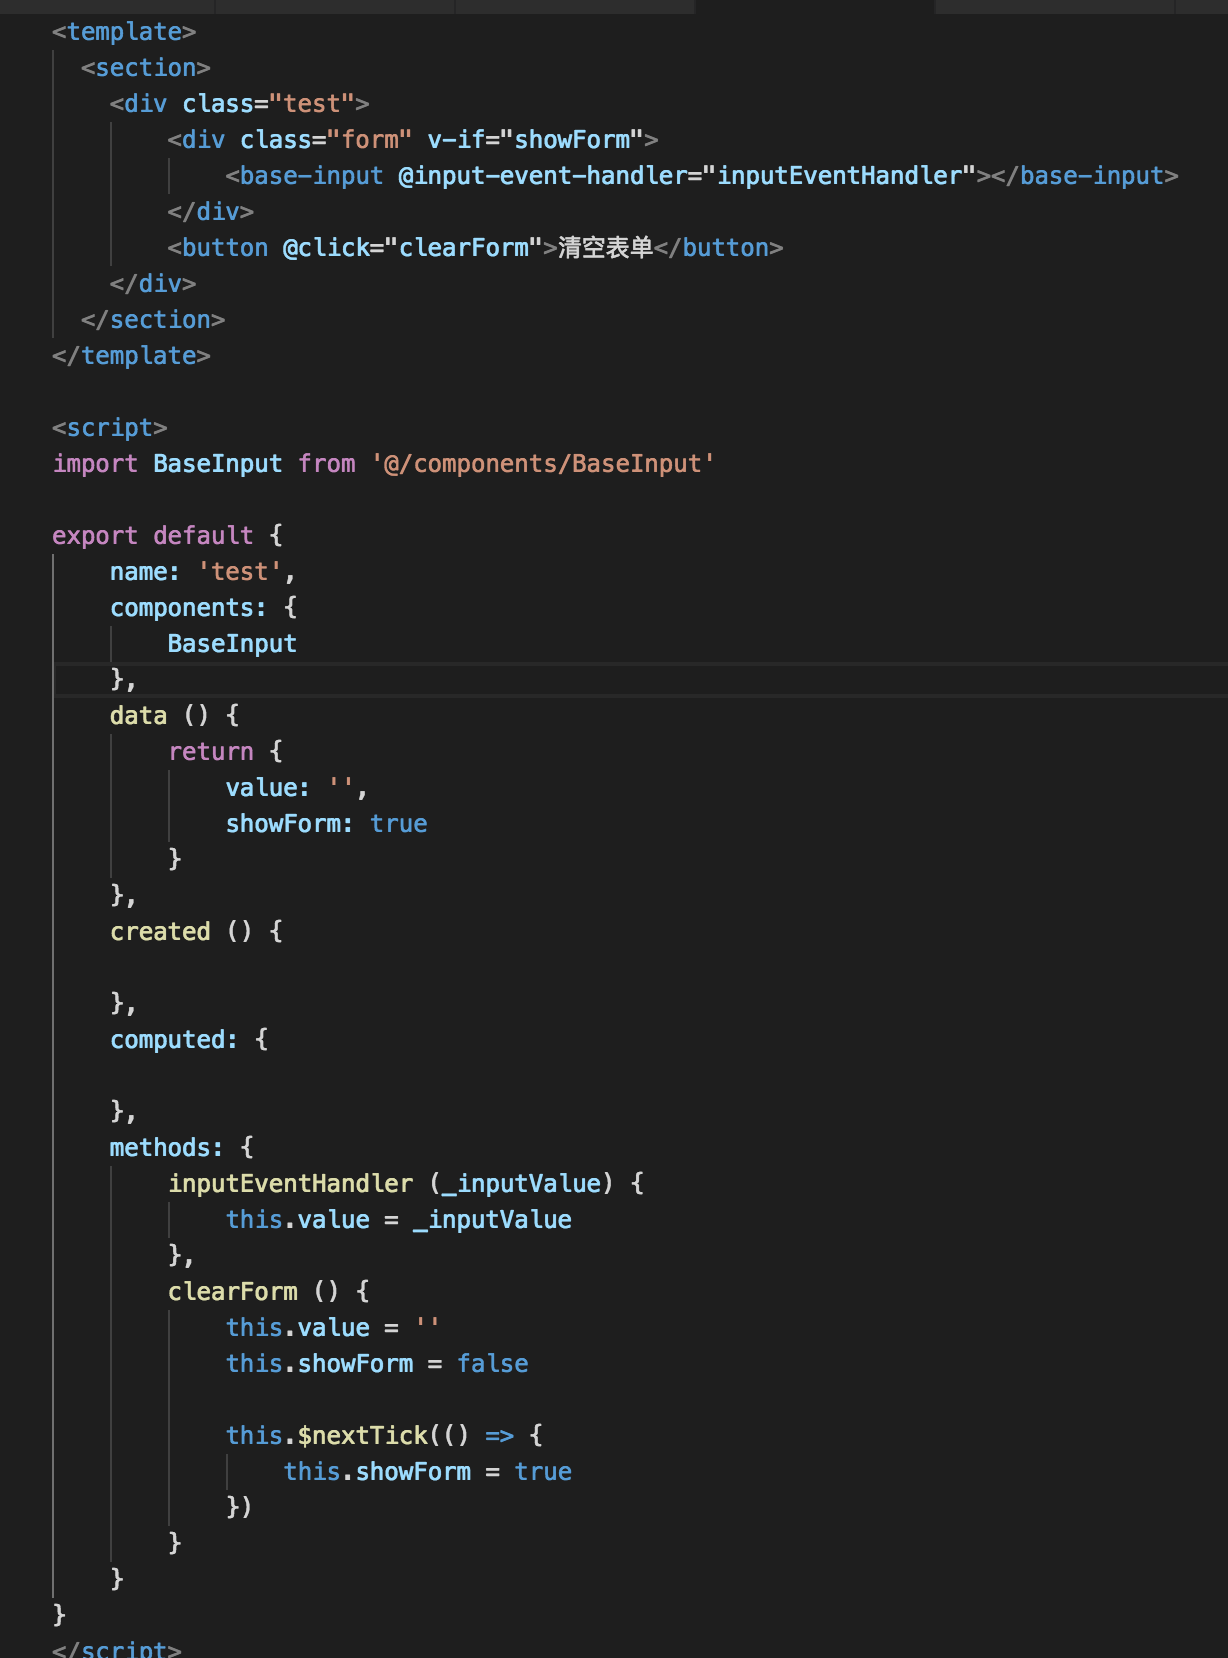 <template>
  <section>
    <div class="test">
        <div class="form" v-if="showForm">
            <base-input @input-event-handler="inputEventHandler"></base-input>
        </div>
        <button @click="clearForm">清空表单</button>
    </div>
  </section>
</template>

<script>
import BaseInput from '@/components/BaseInput'

export default {
    name: 'test',
    components: {
        BaseInput
    },
    data () {
        return {
            value: '',
            showForm: true
        }
    },
    created () {

    },
    computed: {

    },
    methods: {
        inputEventHandler (_inputValue) {
            this.value = _inputValue
        },
        clearForm () {
            this.value = ''
            this.showForm = false

            this.$nextTick(() => {
                this.showForm = true
            })
        }
    }
}
</script>